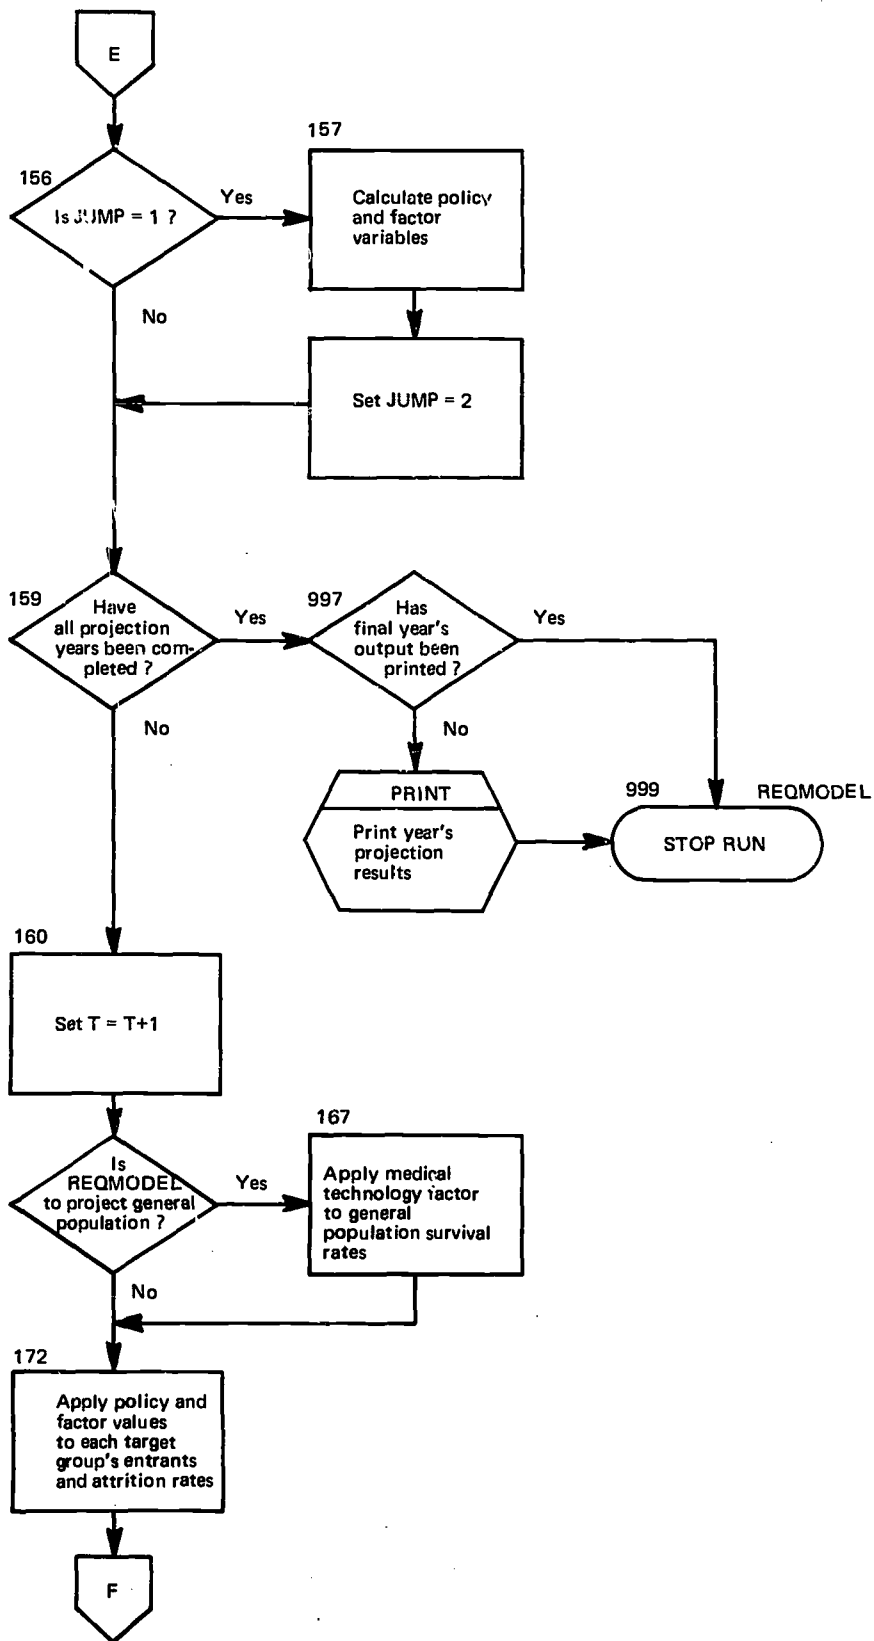 E
156
Is JUMP = 1 ?
Yes
157
Calculate policy
and factor
variables
No
Set JUMP = 2
159
Have
all projection
years been com-
pleted ?
Yes
997
Has
final year's
output been
printed ?
Yes
No
No
PRINT
Print year's
projection
results
999
REQMODEL
STOP RUN
160
Set T = T+1
Is
REQMODEL
to project general
population ?
Yes
167
Apply medical
technology factor
to general
population survival
rates
No
172
Apply policy and
factor values
to each target
group's entrants
and attrition rates
F